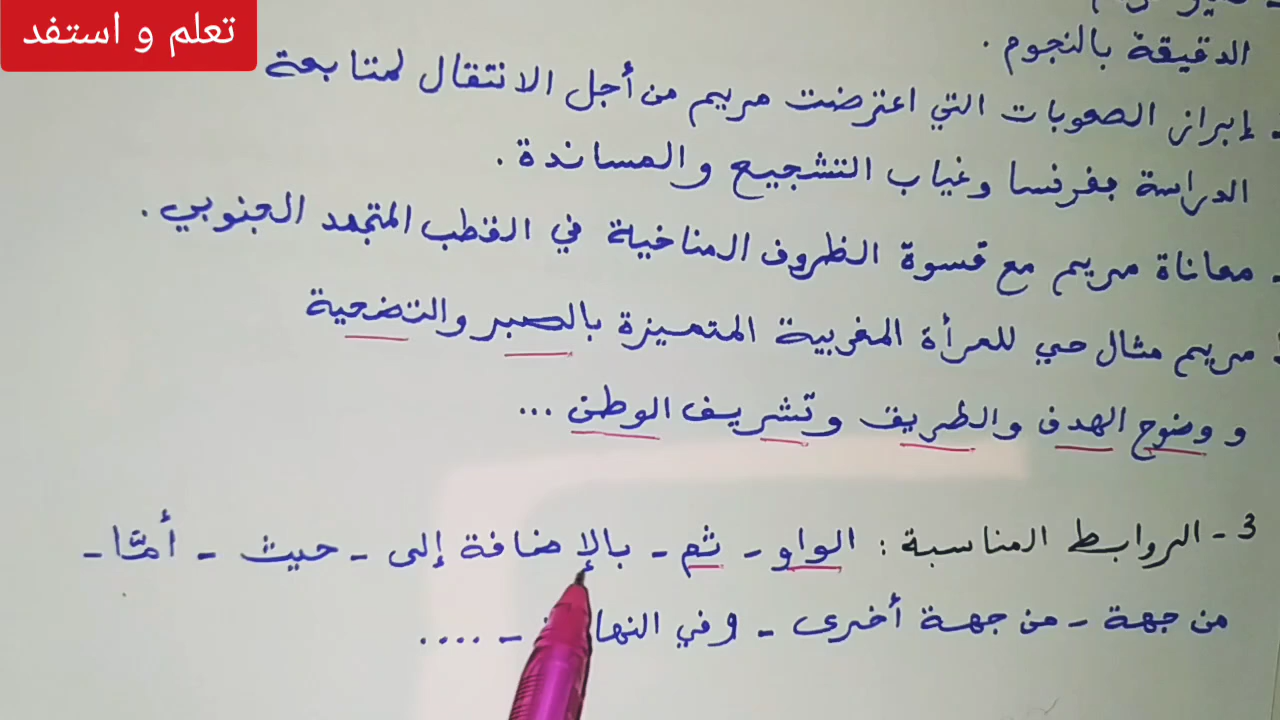 تعلم و استفد
الدقيقة بالنجوم .
- إبراز الصعوبات التي اعترضت مريم من أجل الانتقال لمتابعة
الدراسة بفرنسا وغياب التشجيع والمساندة .
- معاناة مريم مع قسوة الظروف المناخية في القطب المتجمد الجنوبي .
مريم مثال حي للمرأة المغربية المتميزة بالصبر والتضحية
و وضوح الهدف والطريق وتشريف الوطن ...
3 - الروابط المناسبة : الواو - ثم - بالإضافة إلى - حيث - أمَّا -
من جهة - من جهة أخرى - وفي - ....